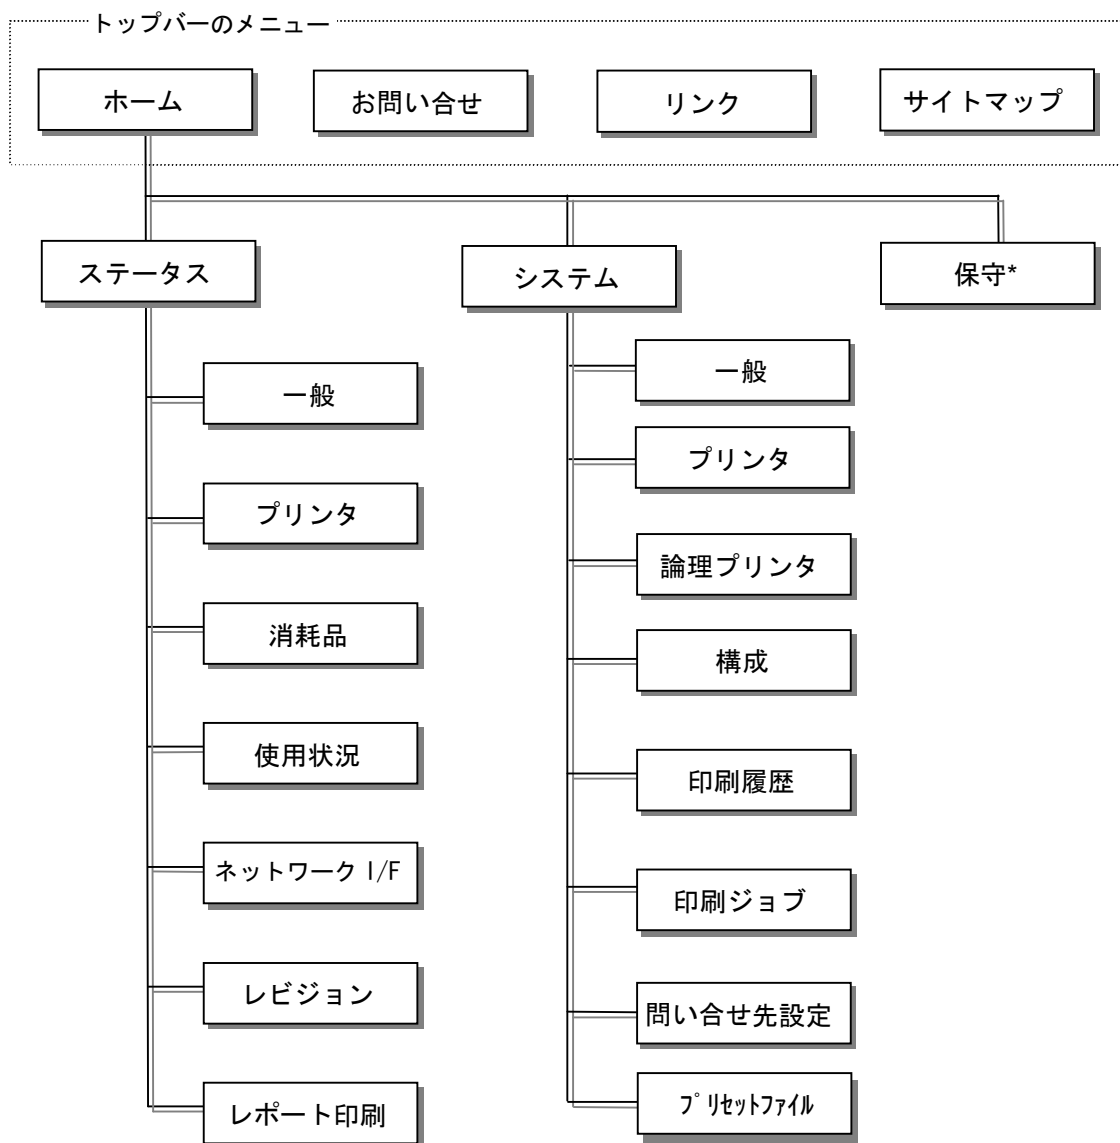 トップバーのメニュー
ホーム
お問い合せ
リンク
サイトマップ
ステータス
システム
保守*
一般
プリンタ
消耗品
使用状況
ネットワーク I/F
レビジョン
レポート印刷
一般
プリンタ
論理プリンタ
構成
印刷履歴
印刷ジョブ
問い合せ先設定
プリセットファイル